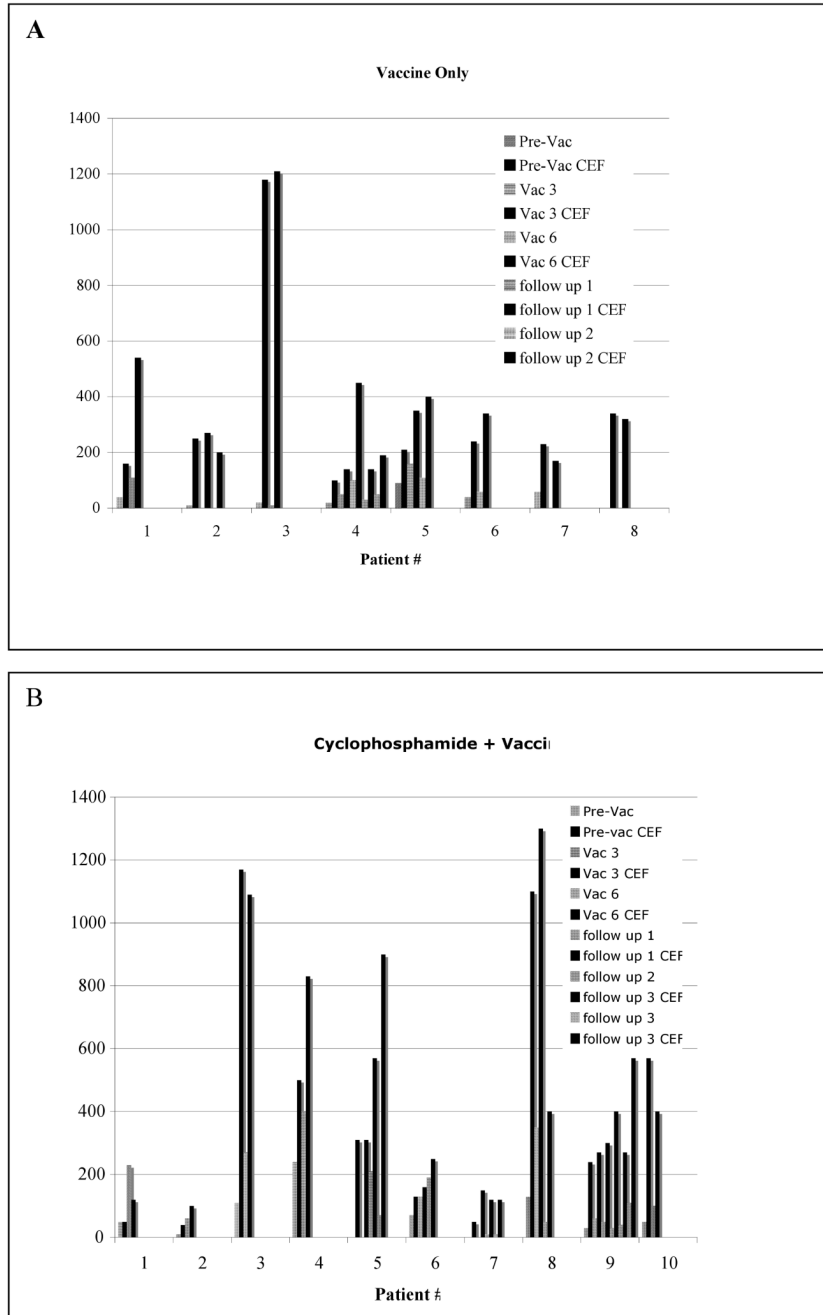 A
Vaccine Only
1400
1200
1000
800
600
400
200
0
Pre-Vac
Pre-Vac CEF
Vac 3
Vac 3 CEF
Vac 6
Vac 6 CEF
follow up 1
follow up 1 CEF
follow up 2
follow up 2 CEF
1 2 3 4 5 6 7 8
Patient #
B
Cyclophosphamide + Vacci
1400
1200
1000
800
600
400
200
0
Pre-Vac
Pre-vac CEF
Vac 3
Vac 3 CEF
Vac 6
Vac 6 CEF
follow up 1
follow up 1 CEF
follow up 2
follow up 3 CEF
follow up 3
follow up 3 CEF
1 2 3 4 5 6 7 8 9 10
Patient #